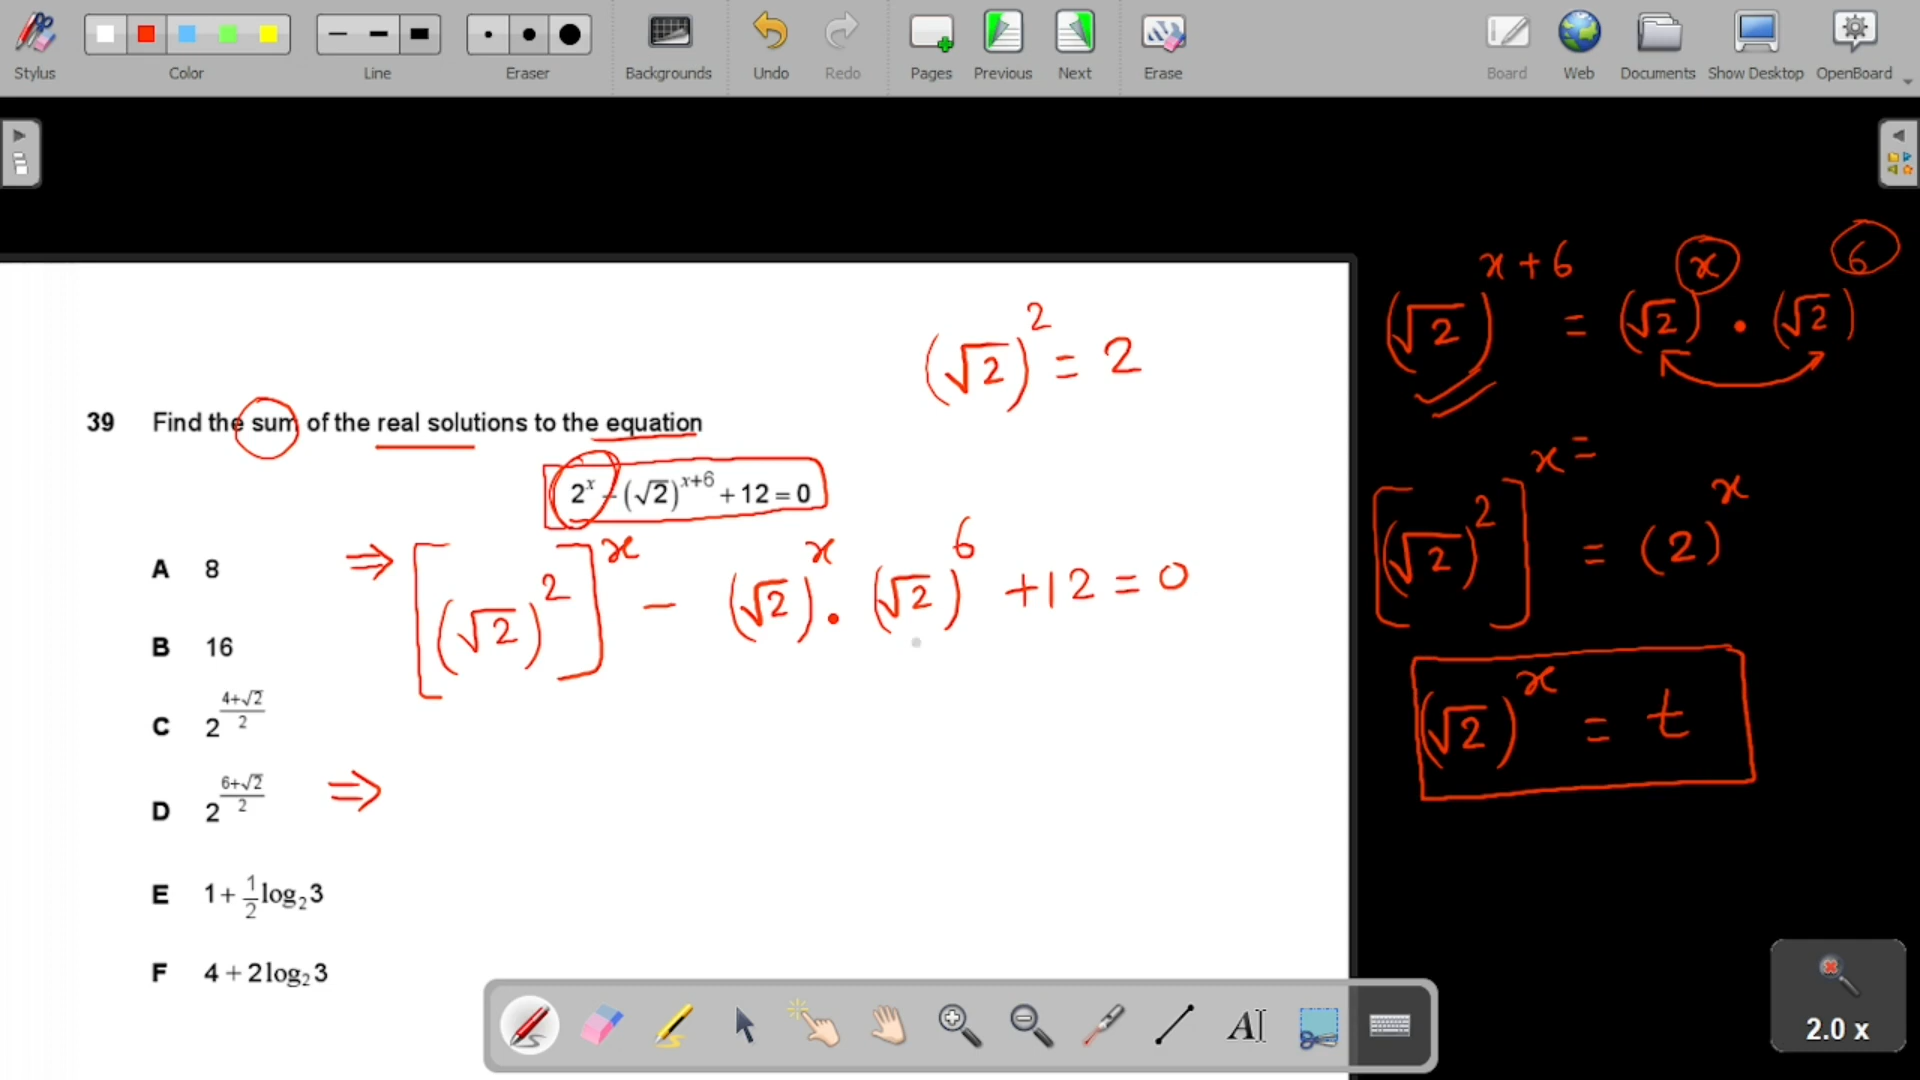 Stylus Color Line Eraser Backgrounds Undo Redo Pages Previous Next Erase Board Web Documents Show Desktop OpenBoard
(√2)² = 2
39 Find the sum of the real solutions to the equation
2ˣ − (√2)ˣ⁺⁶ + 12 = 0
⇒ [(√2)²]ˣ − (√2)ˣ · (√2)⁶ + 12 = 0
A 8
B 16
C 2^((4+√2)/2)
D 2^((6+√2)/2) ⇒
E 1 + 1/2 log₂3
F 4 + 2log₂3
(√2)ˣ⁺⁶ = (√2)ˣ · (√2)⁶
x =
[(√2)²]ˣ = (2)ˣ
(√2)ˣ = t
2.0 x